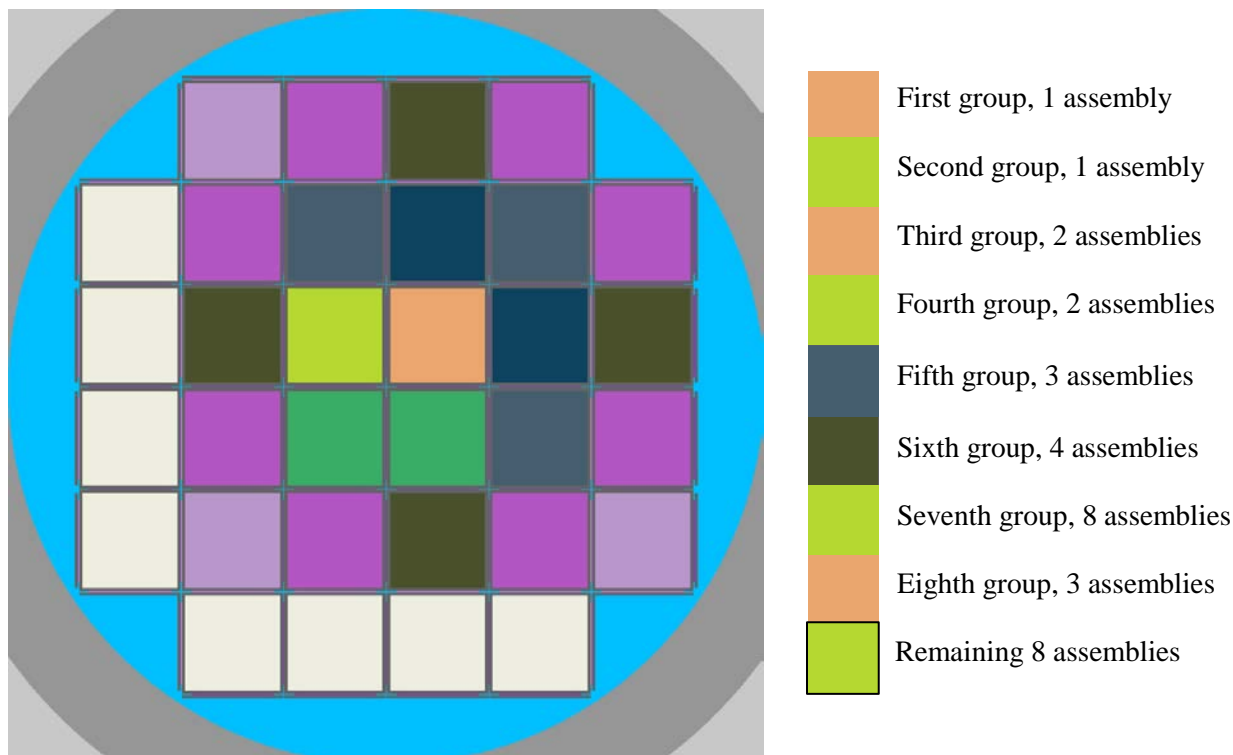 First group, 1 assembly
Second group, 1 assembly
Third group, 2 assemblies
Fourth group, 2 assemblies
Fifth group, 3 assemblies
Sixth group, 4 assemblies
Seventh group, 8 assemblies
Eighth group, 3 assemblies
Remaining 8 assemblies